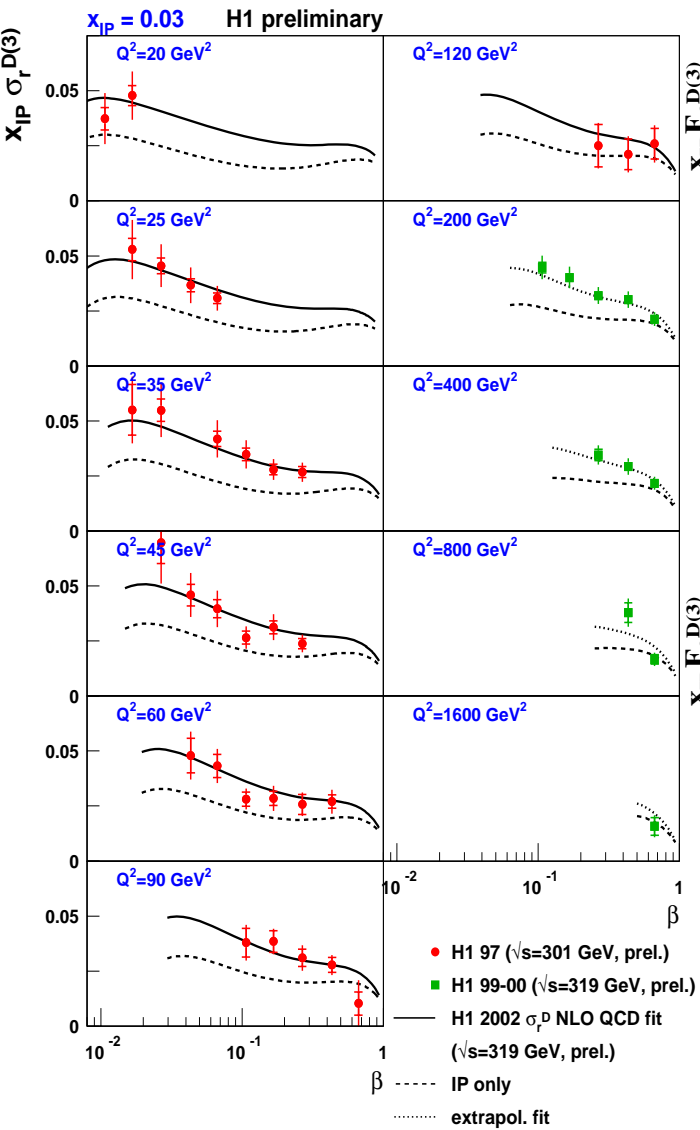 x_IP = 0.03 H1 preliminary
x_IP σ_r^D(3)
x F D(3)
x F D(3)
Q²=20 GeV²
Q²=120 GeV²
0.05
0
Q²=25 GeV²
Q²=200 GeV²
0.05
0
Q²=35 GeV²
Q²=400 GeV²
0.05
0
Q²=45 GeV²
Q²=800 GeV²
0.05
0
Q²=60 GeV²
Q²=1600 GeV²
0.05
0
10⁻² 10⁻¹ 1
β
Q²=90 GeV²
0.05
0
10⁻² 10⁻¹ 1
β
H1 97 (√s=301 GeV, prel.)
H1 99-00 (√s=319 GeV, prel.)
H1 2002 σ_r^D NLO QCD fit
(√s=319 GeV, prel.)
IP only
extrapol. fit